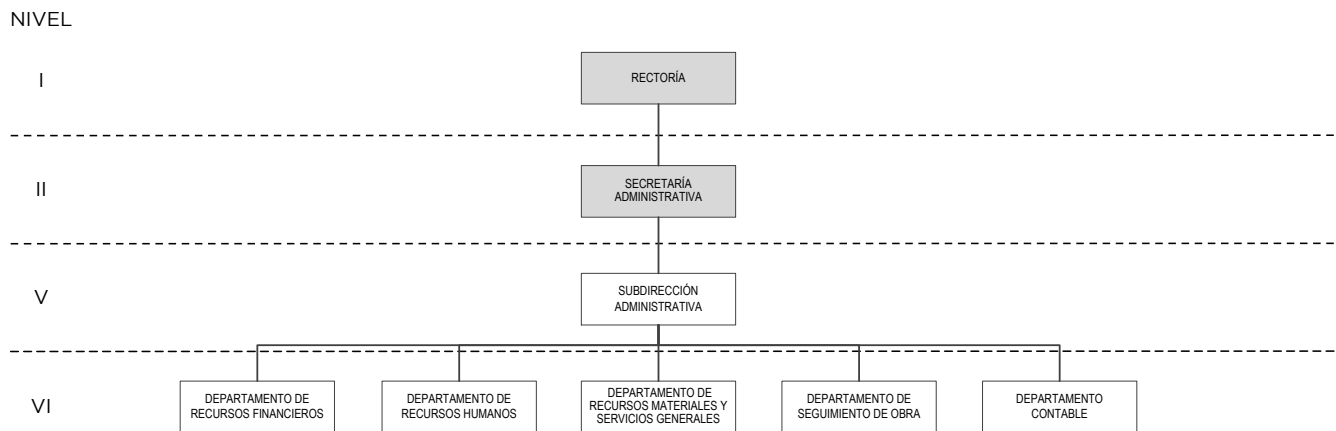 NIVEL
I
RECTORÍA
II
SECRETARÍA
ADMINISTRATIVA
V
SUBDIRECCIÓN
ADMINISTRATIVA
VI
DEPARTAMENTO DE
RECURSOS FINANCIEROS
DEPARTAMENTO DE
RECURSOS HUMANOS
DEPARTAMENTO DE
RECURSOS MATERIALES Y
SERVICIOS GENERALES
DEPARTAMENTO DE
SEGUIMIENTO DE OBRA
DEPARTAMENTO
CONTABLE